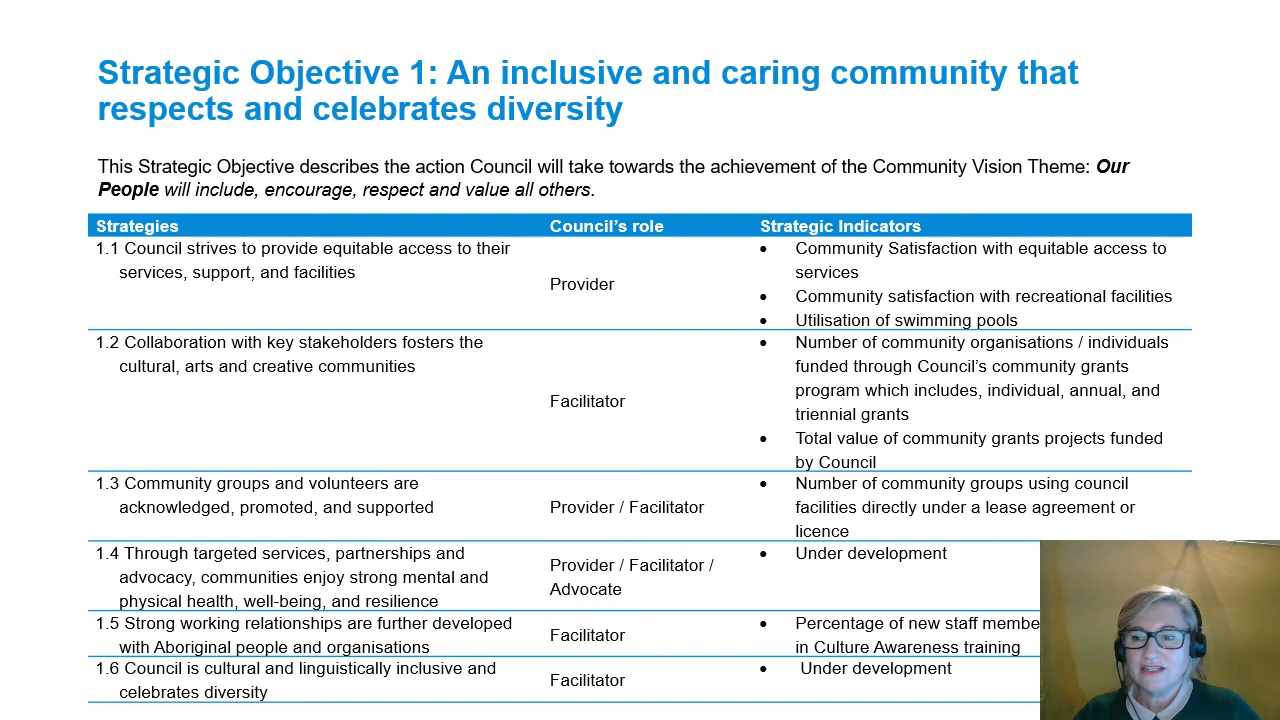 Strategic Objective 1: An inclusive and caring community that
respects and celebrates diversity
This Strategic Objective describes the action Council will take towards the achievement of the Community Vision Theme: Our
People will include, encourage, respect and value all others.
Strategies Council’s role Strategic Indicators
1.1 Council strives to provide equitable access to their
services, support, and facilities
Provider
• Community Satisfaction with equitable access to
services
• Community satisfaction with recreational facilities
• Utilisation of swimming pools
1.2 Collaboration with key stakeholders fosters the
cultural, arts and creative communities
Facilitator
• Number of community organisations / individuals
funded through Council’s community grants
program which includes, individual, annual, and
triennial grants
• Total value of community grants projects funded
by Council
1.3 Community groups and volunteers are
acknowledged, promoted, and supported
Provider / Facilitator
• Number of community groups using council
facilities directly under a lease agreement or
licence
1.4 Through targeted services, partnerships and
advocacy, communities enjoy strong mental and
physical health, well-being, and resilience
Provider / Facilitator /
Advocate
• Under development
1.5 Strong working relationships are further developed
with Aboriginal people and organisations
Facilitator
• Percentage of new staff
in Culture Awareness training
1.6 Council is cultural and linguistically inclusive and
celebrates diversity
Facilitator
• Under development